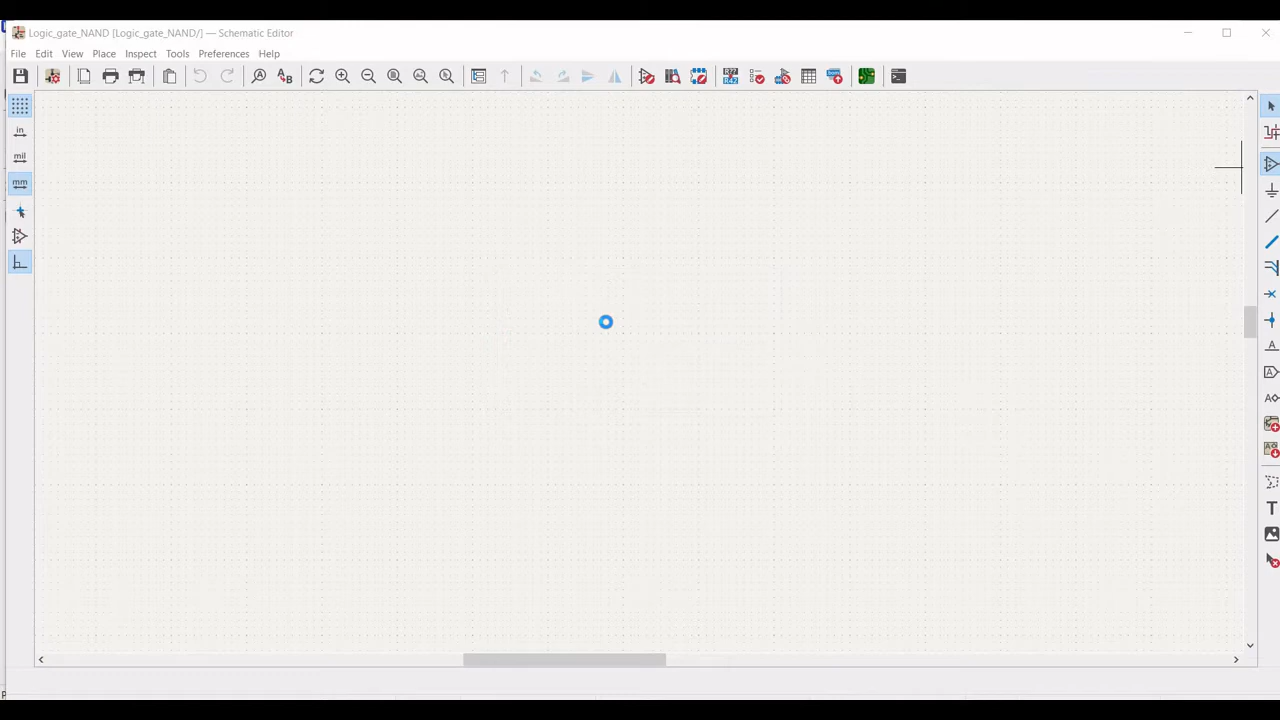 Logic_gate_NAND [Logic_gate_NAND/] — Schematic Editor
File Edit View Place Inspect Tools Preferences Help
in
mil
mm
A
A
A
T